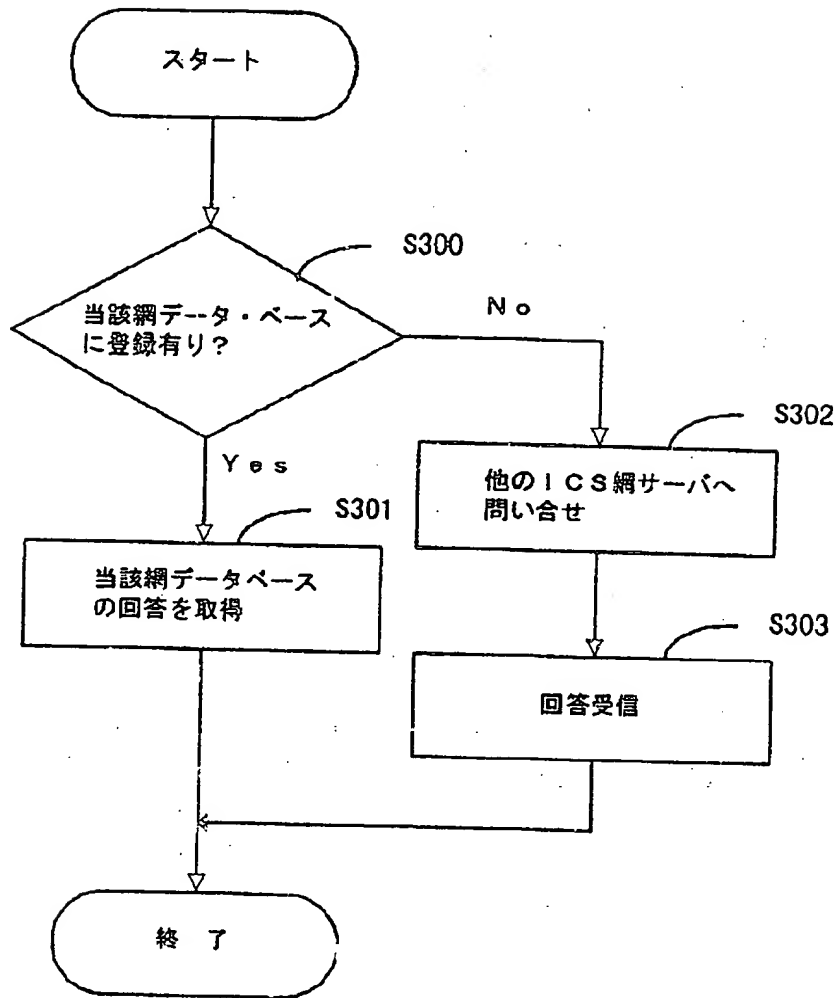 スタート
S300
当該網データ・ベース
に登録有り?
No
Yes
S301
当該網データベース
の回答を取得
S302
他のICS網サーバへ
問い合せ
S303
回答受信
終 了